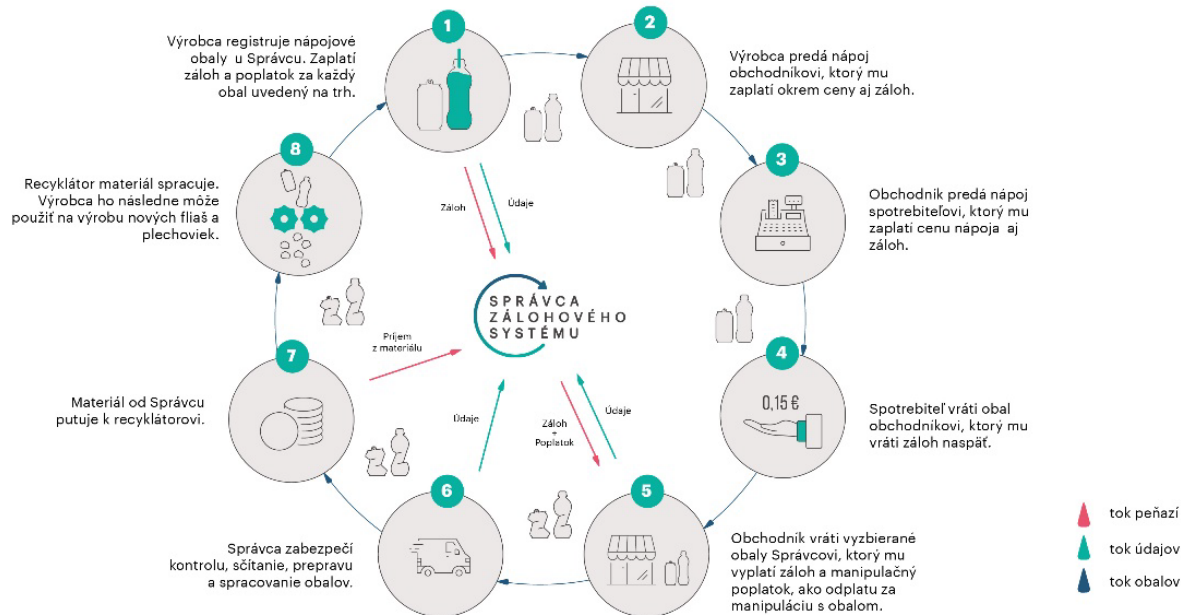 1
Výrobca registruje nápojové
obaly u Správcu. Zaplatí
záloh a poplatok za každý
obal uvedený na trh.
2
Výrobca predá nápoj
obchodníkovi, ktorý mu
zaplatí okrem ceny aj záloh.
3
Obchodník predá nápoj
spotrebiteľovi, ktorý mu
zaplatí cenu nápoja aj
záloh.
4
0,15 €
Spotrebiteľ vráti obal
obchodníkovi, ktorý mu
vráti záloh naspäť.
5
Obchodník vráti vyzbierané
obaly Správcovi, ktorý mu
vyplatí záloh a manipulačný
poplatok, ako odplatu za
manipuláciu s obalom.
6
Správca zabezpečí
kontrolu, sčítanie, prepravu
a spracovanie obalov.
7
Materiál od Správcu
putuje k recyklátorovi.
8
Recyklátor materiál spracuje.
Výrobca ho následne môže
použiť na výrobu nových fliaš a
plechoviek.
Záloh
Údaje
SPRÁVCA
ZÁLOHOVÉHO
SYSTÉMU
Príjem
z materiálu
Údaje
Záloh
+
Poplatok
Údaje
tok peňazí
tok údajov
tok obalov